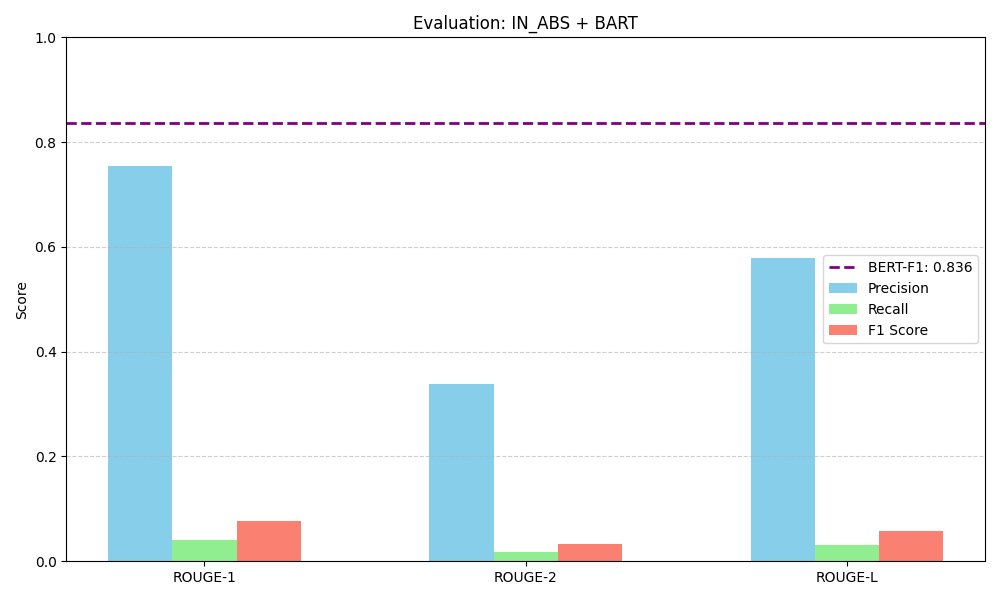 Evaluation: IN_ABS + BART
1.0
0.8
0.6
0.4
0.2
0.0
Score
BERT-F1: 0.836
Precision
Recall
F1 Score
ROUGE-1
ROUGE-2
ROUGE-L